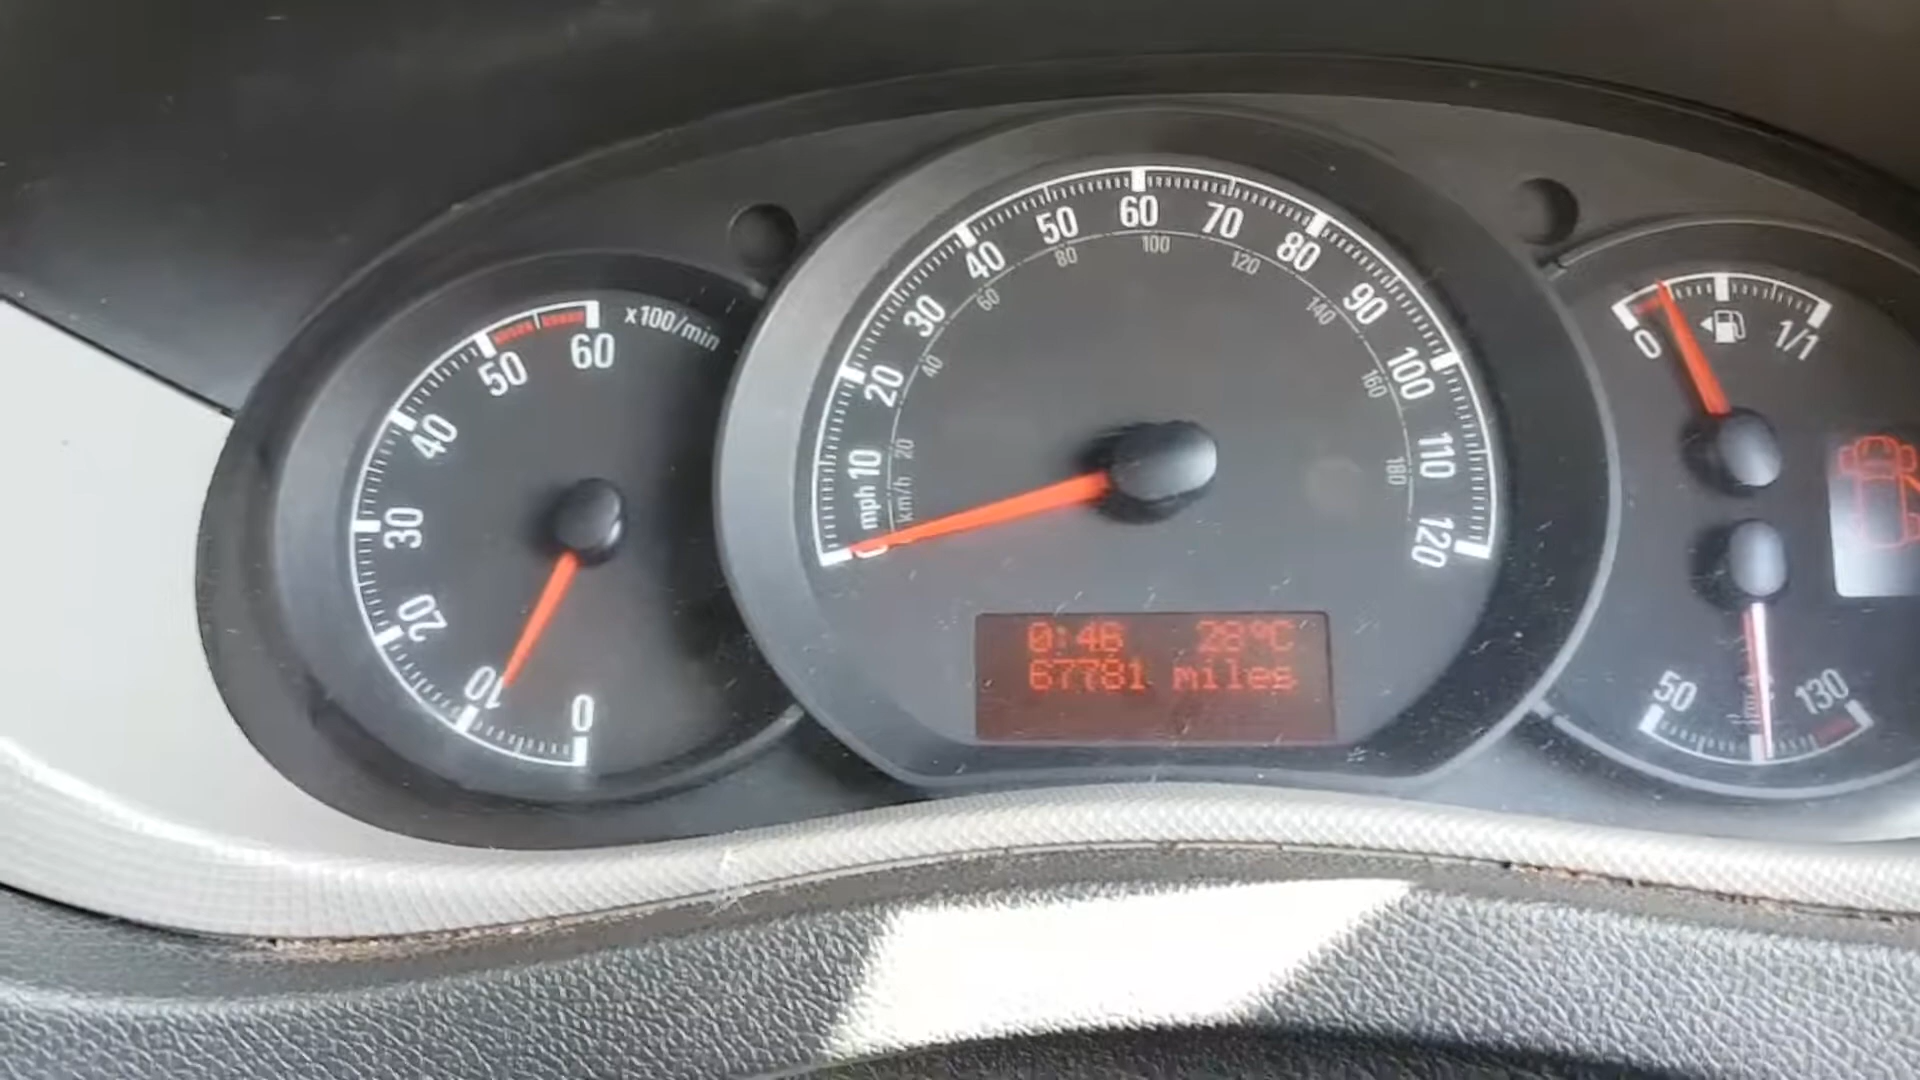 x100/min
60
50
40
30
20
10
0
mph 10 20 30 40 50 60 70 80 90 100 110 120
0
km/h 20 40 60 80 100 120 140 160 180
0:46 28°C
67781 miles
0 1/1
50 130